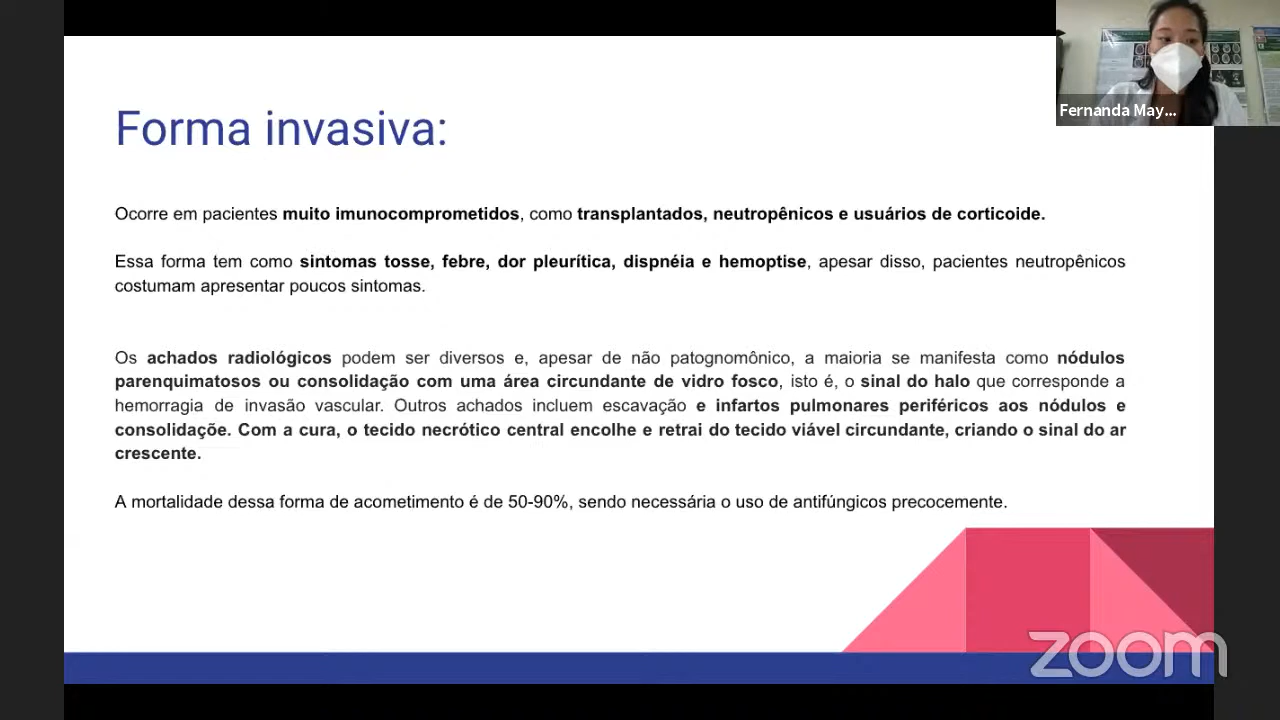 Forma invasiva:
Fernanda May...
Ocorre em pacientes muito imunocomprometidos, como transplantados, neutropênicos e usuários de corticoide.
Essa forma tem como sintomas tosse, febre, dor pleurítica, dispnéia e hemoptise, apesar disso, pacientes neutropênicos
costumam apresentar poucos sintomas.
Os achados radiológicos podem ser diversos e, apesar de não patognomônico, a maioria se manifesta como nódulos
parenquimatosos ou consolidação com uma área circundante de vidro fosco, isto é, o sinal do halo que corresponde a
hemorragia de invasão vascular. Outros achados incluem escavação e infartos pulmonares periféricos aos nódulos e
consolidaçõe. Com a cura, o tecido necrótico central encolhe e retrai do tecido viável circundante, criando o sinal do ar
crescente.
A mortalidade dessa forma de acometimento é de 50-90%, sendo necessária o uso de antifúngicos precocemente.
zoom